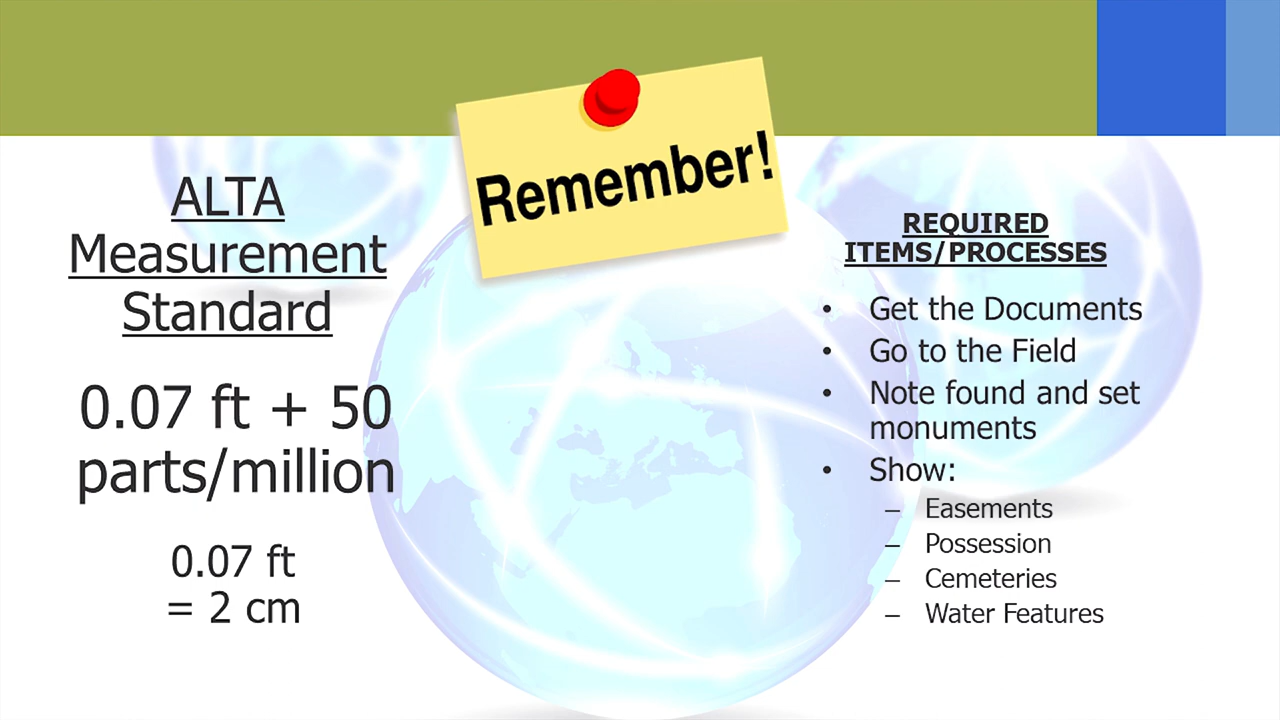 Remember!
ALTA
Measurement
Standard
0.07 ft + 50
parts/million
0.07 ft
= 2 cm
REQUIRED
ITEMS/PROCESSES
• Get the Documents
• Go to the Field
• Note found and set
monuments
• Show:
– Easements
– Possession
– Cemeteries
– Water Features